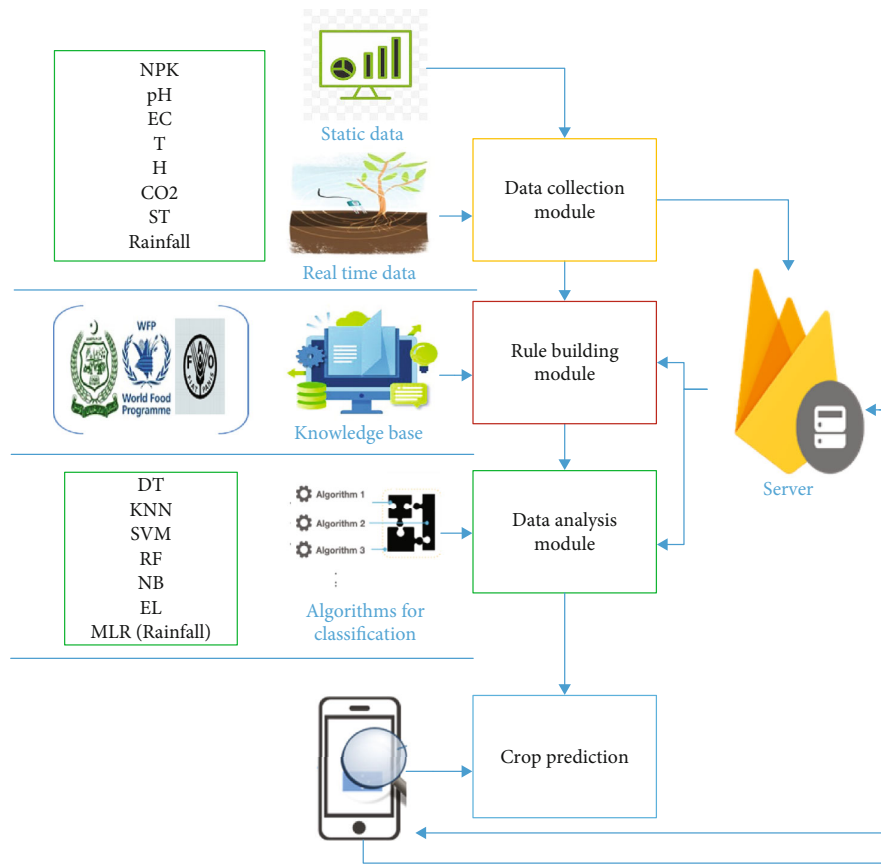 NPK
pH
EC
T
H
CO2
ST
Rainfall
Static data
Real time data
Data collection
module
WFP
World Food
Programme
F A O
FIAT PANIS
Knowledge base
Rule building
module
Server
DT
KNN
SVM
RF
NB
EL
MLR (Rainfall)
Algorithm 1
Algorithm 2
Algorithm 3
Algorithms for
classification
Data analysis
module
Crop prediction